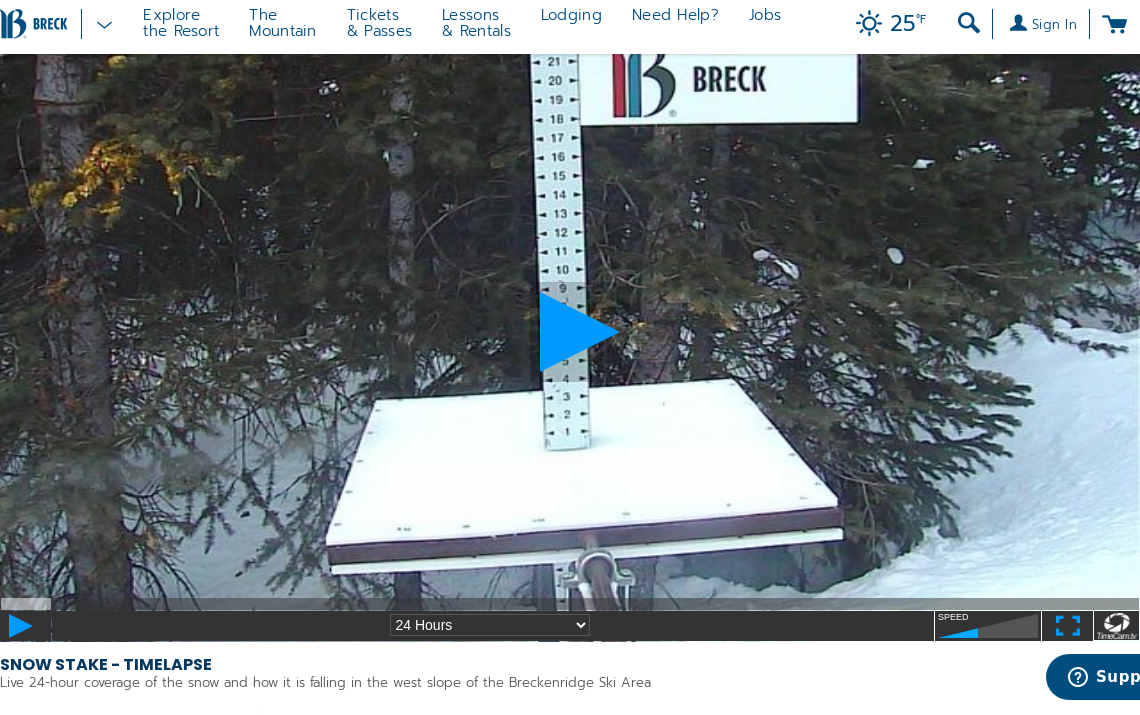 BRECK
Explore
the Resort
The
Mountain
Tickets
& Passes
Lessons
& Rentals
Lodging
Need Help?
Jobs
25°F
Sign In
BRECK
21
20
19
18
17
16
15
14
13
12
11
10
9
5
4
3
2
1
24 Hours
SPEED
TimeCam.tv
SNOW STAKE - TIMELAPSE
Live 24-hour coverage of the snow and how it is falling in the west slope of the Breckenridge Ski Area
Supp